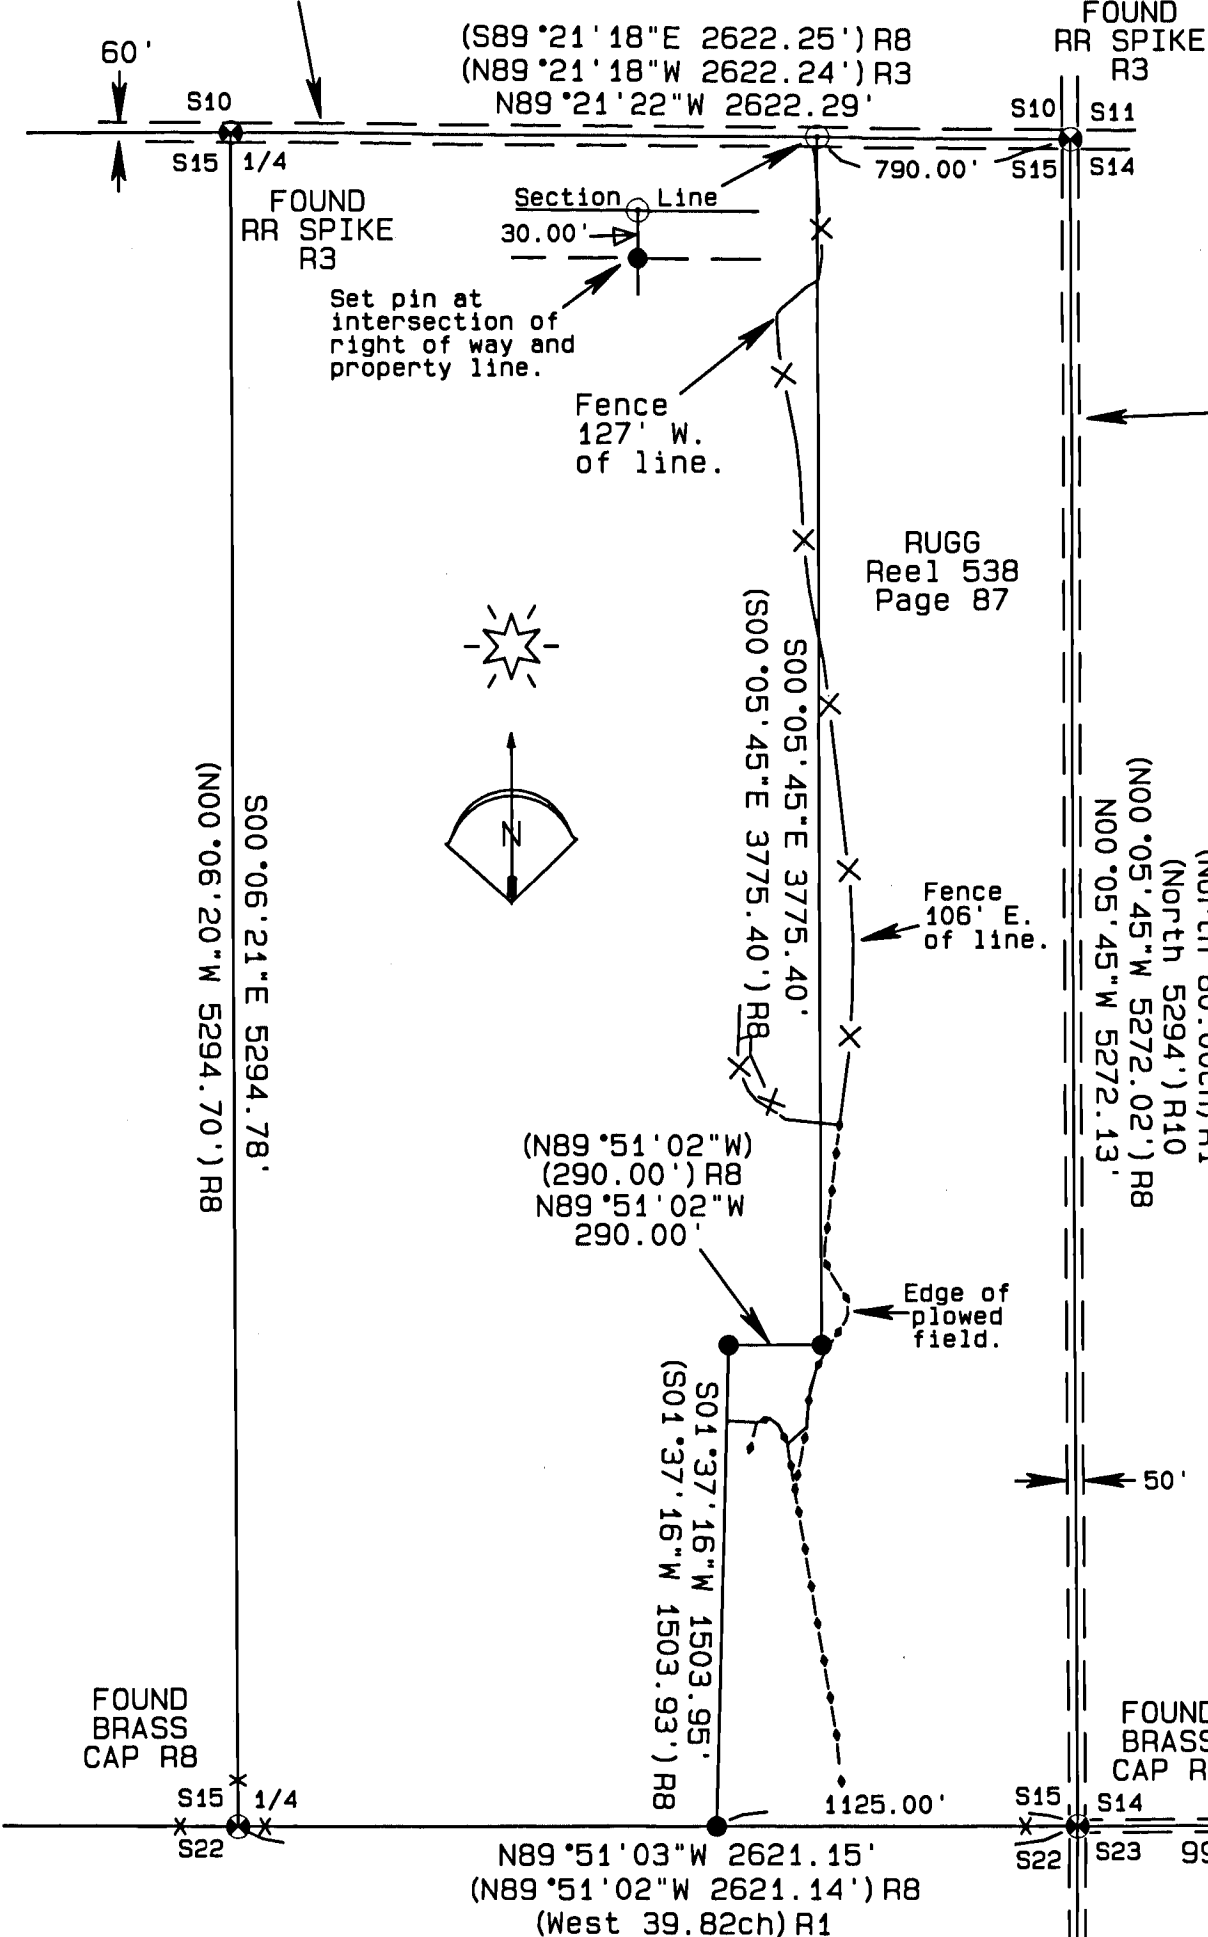 60'
(S89°21'18"E 2622.25')R8
(N89°21'18"W 2622.24')R3
N89°21'22"W 2622.29'
FOUND
RR SPIKE
R3
S10
S15 1/4
S10 S11
S15 S14
790.00'
FOUND
RR SPIKE
R3
Section Line
30.00'
Set pin at
intersection of
right of way and
property line.
Fence
127' W.
of line.
RUGG
Reel 538
Page 87
S00°05'45"E 3775.40'
(S00°05'45"E 3775.40')R8
N
S00°06'21"E 5294.78'
(N00°06'20"W 5294.70')R8
Fence
106' E.
of line.
(North 5294')R10
(N00°05'45"W 5272.02')R8
N00°05'45"W 5272.13'
(N89°51'02"W)
(290.00')R8
N89°51'02"W
290.00'
Edge of
plowed
field.
S01°37'16"W 1503.95'
(S01°37'16"W 1503.93')R8
50'
FOUND
BRASS
CAP R8
FOUND
BRASS
CAP
S15 1/4
S22
1125.00'
S15 S14
S22 S23
99
N89°51'03"W 2621.15'
(N89°51'02"W 2621.14')R8
(West 39.82ch)R1